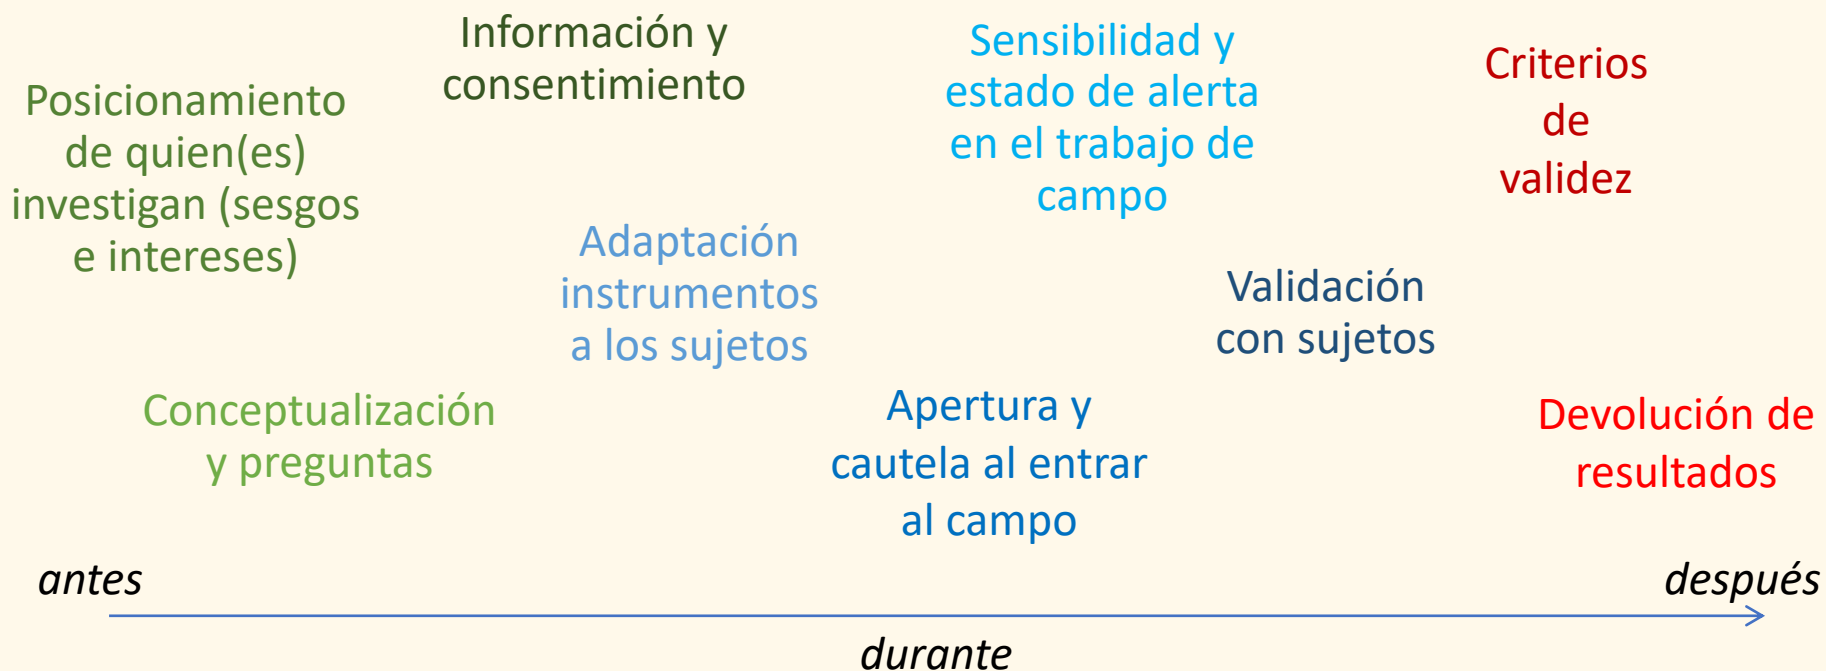 Posicionamiento
de quien(es)
investigan (sesgos
e intereses)
Información y
consentimiento
Conceptualización
y preguntas
Adaptación
instrumentos
a los sujetos
Sensibilidad y
estado de alerta
en el trabajo de
campo
Apertura y
cautela al entrar
al campo
Validación
con sujetos
Criterios
de
validez
Devolución de
resultados
antes
durante
después